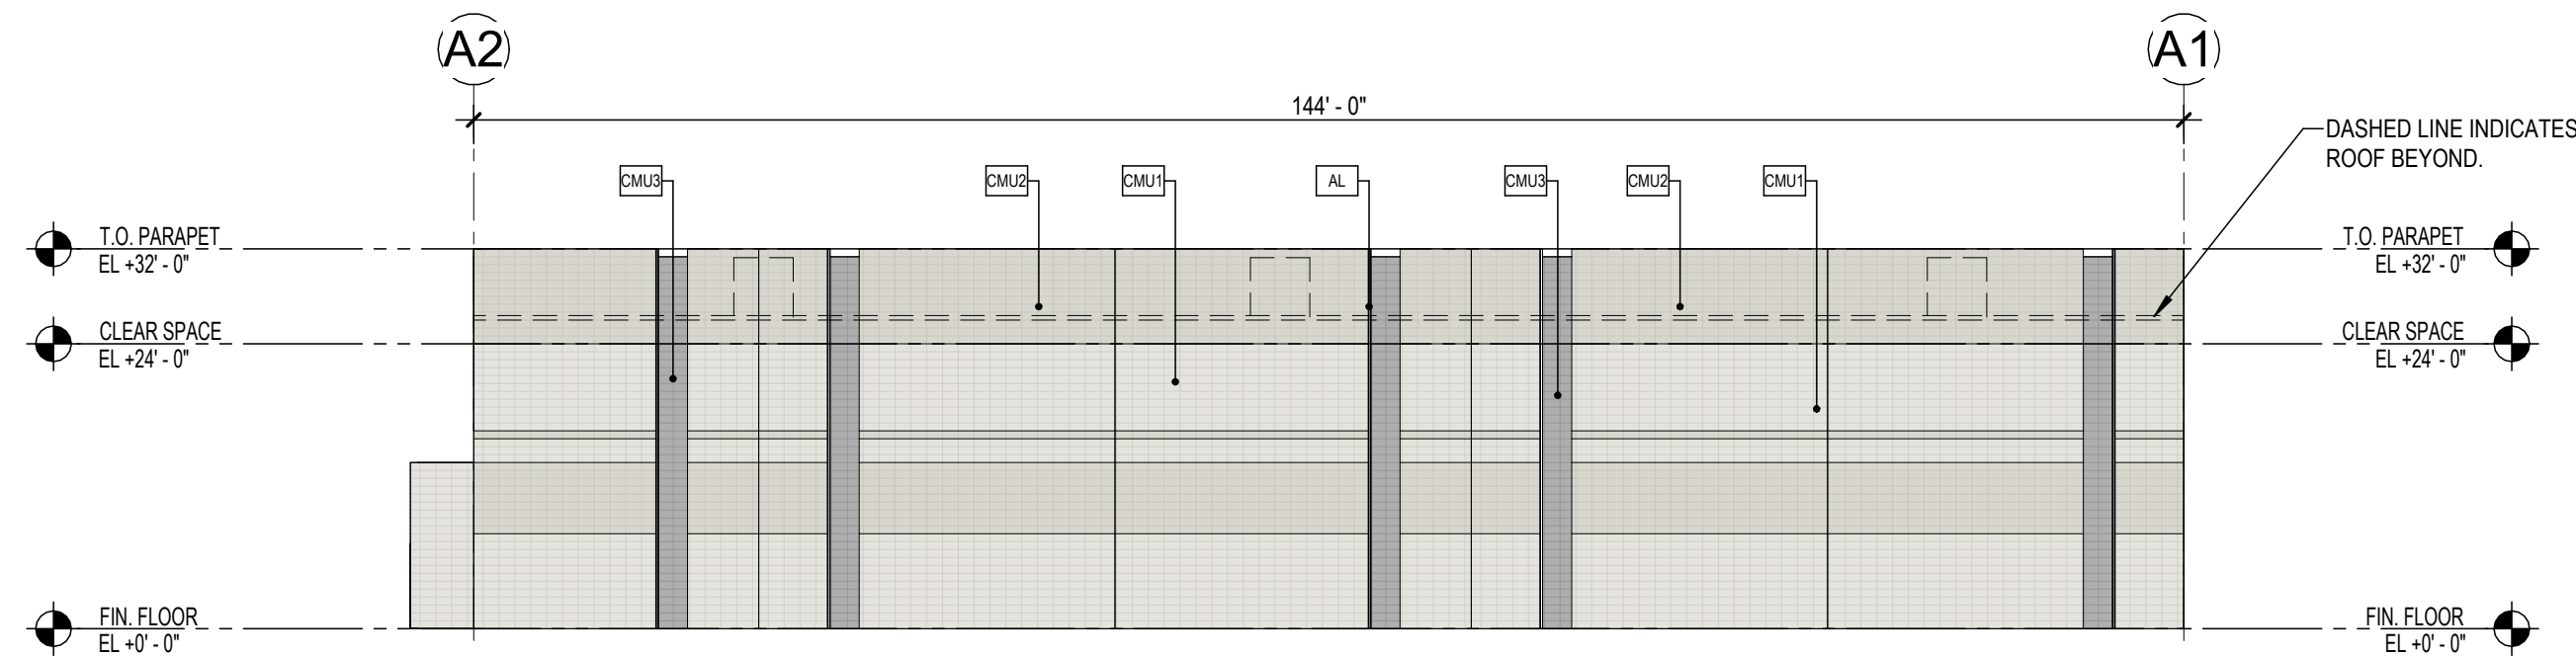 A2
A1
144' - 0"
DASHED LINE INDICATES
ROOF BEYOND.
CMU3
CMU2
CMU1
AL
CMU3
CMU2
CMU1
T.O. PARAPET
EL +32' - 0"
T.O. PARAPET
EL +32' - 0"
CLEAR SPACE
EL +24' - 0"
CLEAR SPACE
EL +24' - 0"
FIN. FLOOR
EL +0' - 0"
FIN. FLOOR
EL +0' - 0"